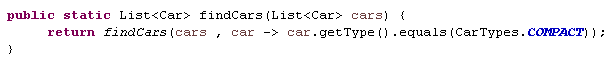 public static List<Car> findCars(List<Car> cars) {
return findCars(cars , car -> car.getType().equals(CarTypes.COMPACT));
}